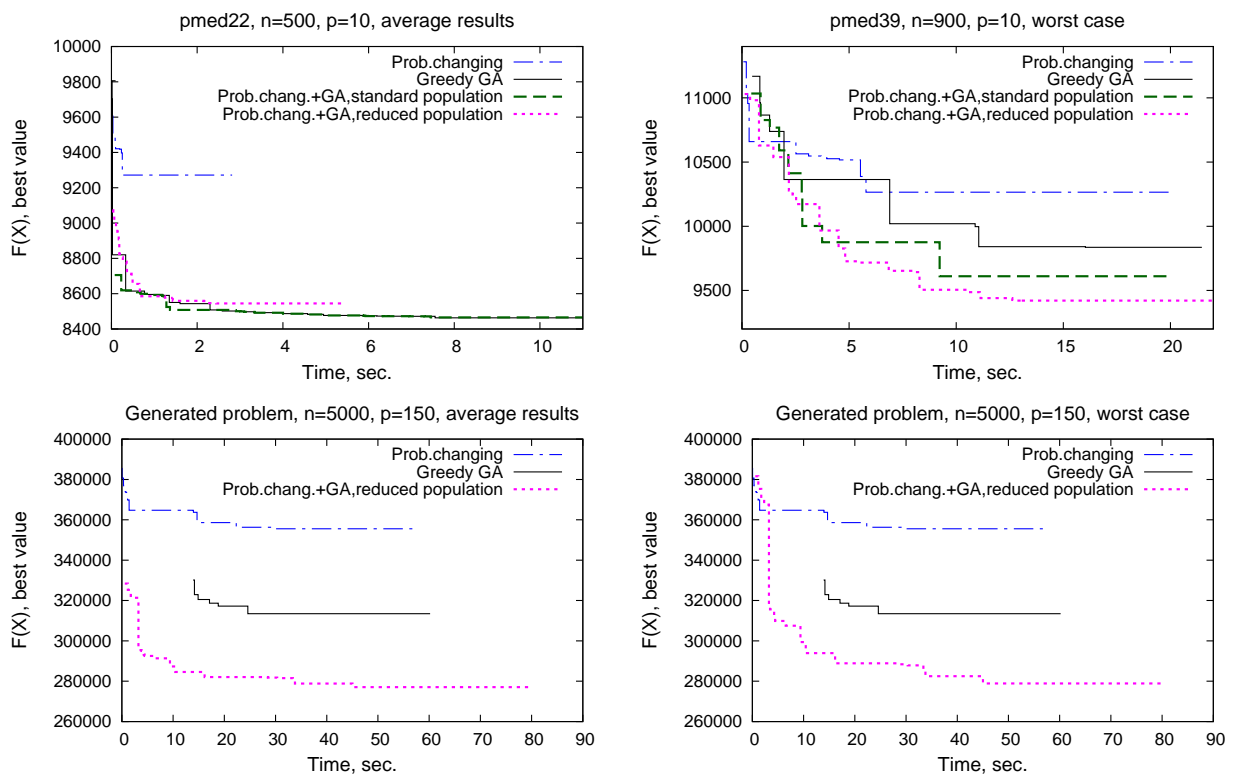 pmed22, n=500, p=10, average results
10000
9800
9600
9400
9200
9000
8800
8600
8400
F(X), best value
Prob.changing
Greedy GA
Prob.chang.+GA,standard population
Prob.chang.+GA,reduced population
0 2 4 6 8 10
Time, sec.
pmed39, n=900, p=10, worst case
11000
10500
10000
9500
F(X), best value
Prob.changing
Greedy GA
Prob.chang.+GA,standard population
Prob.chang.+GA,reduced population
0 5 10 15 20
Time, sec.
Generated problem, n=5000, p=150, average results
400000
380000
360000
340000
320000
300000
280000
260000
F(X), best value
Prob.changing
Greedy GA
Prob.chang.+GA,reduced population
0 10 20 30 40 50 60 70 80 90
Time, sec.
Generated problem, n=5000, p=150, worst case
400000
380000
360000
340000
320000
300000
280000
260000
F(X), best value
Prob.changing
Greedy GA
Prob.chang.+GA,reduced population
0 10 20 30 40 50 60 70 80 90
Time, sec.